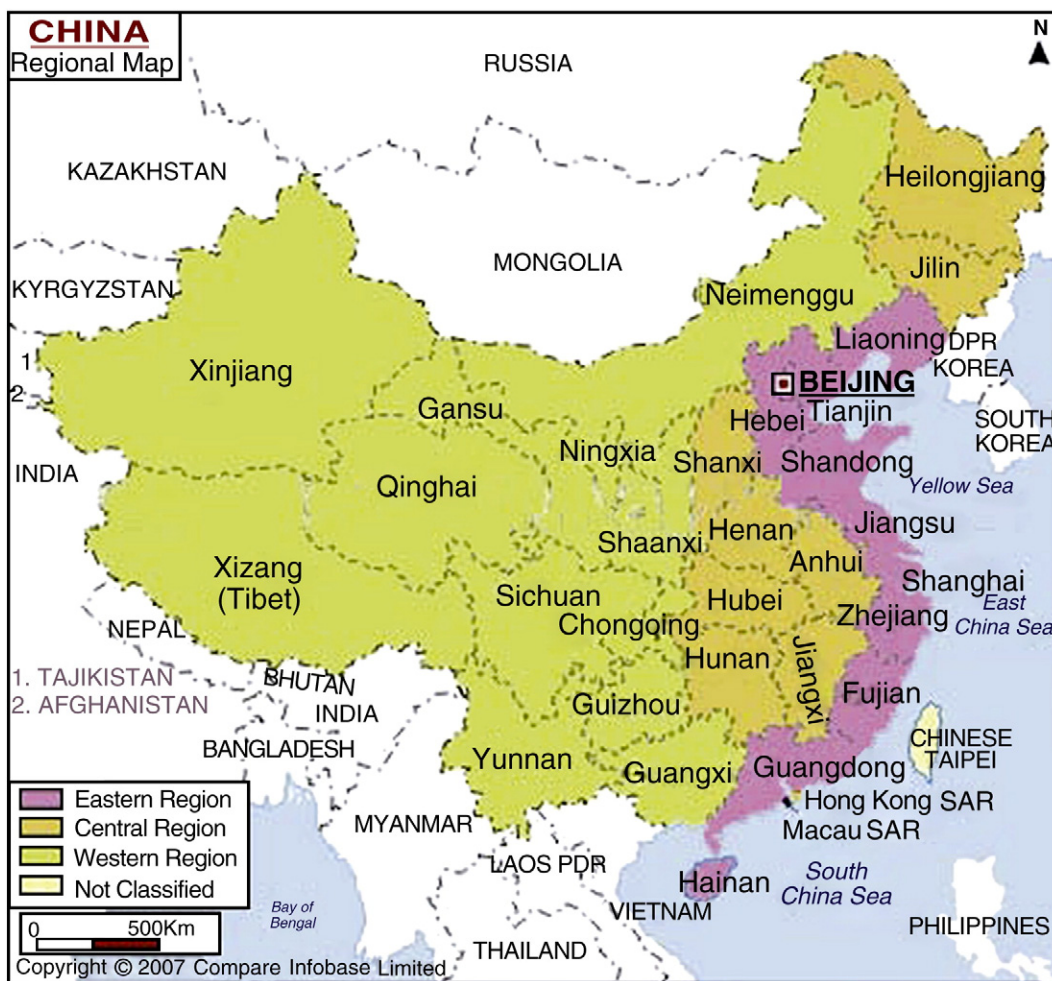 CHINA
Regional Map
N
RUSSIA
KAZAKHSTAN
MONGOLIA
KYRGYZSTAN
Heilongjiang
Jilin
Neimenggu
Liaoning
DPR
KOREA
1
2
Xinjiang
Gansu
BEIJING
Hebei
Tianjin
SOUTH
KOREA
INDIA
Ningxia
Shanxi
Shandong
Yellow Sea
Qinghai
Shaanxi
Henan
Jiangsu
Anhui
Xizang
(Tibet)
Sichuan
Hubei
Shanghai
Chongoing
Zhejiang
East
China Sea
NEPAL
Hunan
Jiangxi
1. TAJIKISTAN
2. AFGHANISTAN
BHUTAN
INDIA
Guizhou
Fujian
BANGLADESH
Yunnan
Guangxi
Guangdong
CHINESE
TAIPEI
Hong Kong SAR
Macau SAR
MYANMAR
LAOS PDR
Hainan
South
China Sea
VIETNAM
PHILIPPINES
THAILAND
Bay of
Bengal
Eastern Region
Central Region
Western Region
Not Classified
0 500Km
Copyright © 2007 Compare Infobase Limited